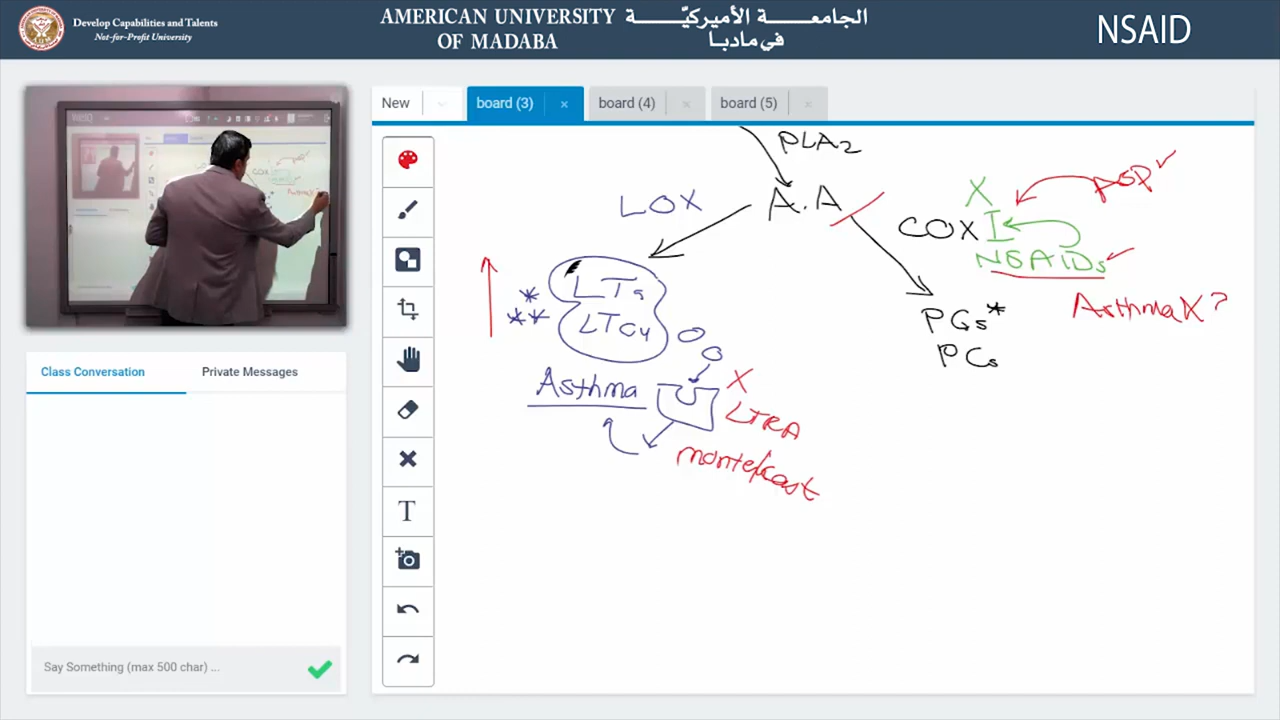 Develop Capabilities and Talents
Not-for-Profit University
AMERICAN UNIVERSITY
OF MADABA
الجامعة الأميركية
في مادبا
NSAID
New
board (3)
×
board (4)
×
board (5)
×
PLA2
LOX
A.A
X
COX I
ASP
NSAIDs
LTs
LTC4
PGs*
PCs
Asthma X?
*
**
Asthma
X
LTRA
T
Class Conversation
Private Messages
Say Something (max 500 char) ...